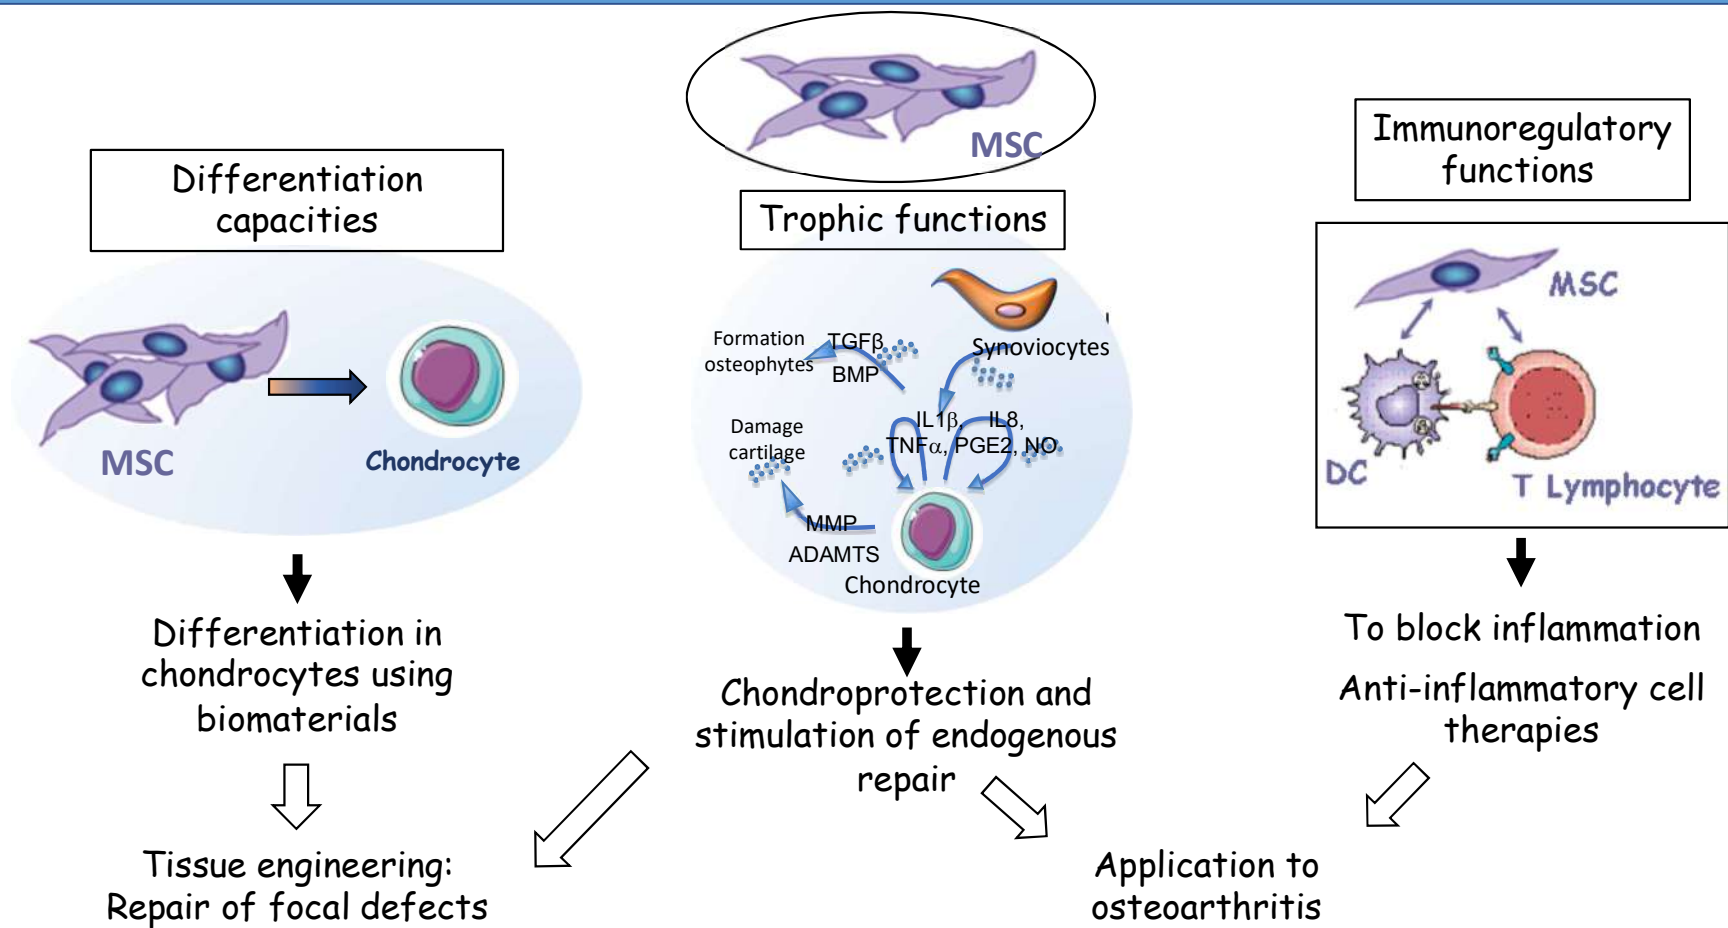 MSC
Differentiation
capacities
MSC
Chondrocyte
Differentiation in
chondrocytes using
biomaterials
Tissue engineering:
Repair of focal defects
Trophic functions
Synoviocytes
Formation
osteophytes
TGFβ
BMP
IL1β, IL8,
TNFα, PGE2, NO
Damage
cartilage
MMP
ADAMTS
Chondrocyte
Chondroprotection and
stimulation of endogenous
repair
Immunoregulatory
functions
MSC
DC
T Lymphocyte
To block inflammation
Anti-inflammatory cell
therapies
Application to
osteoarthritis